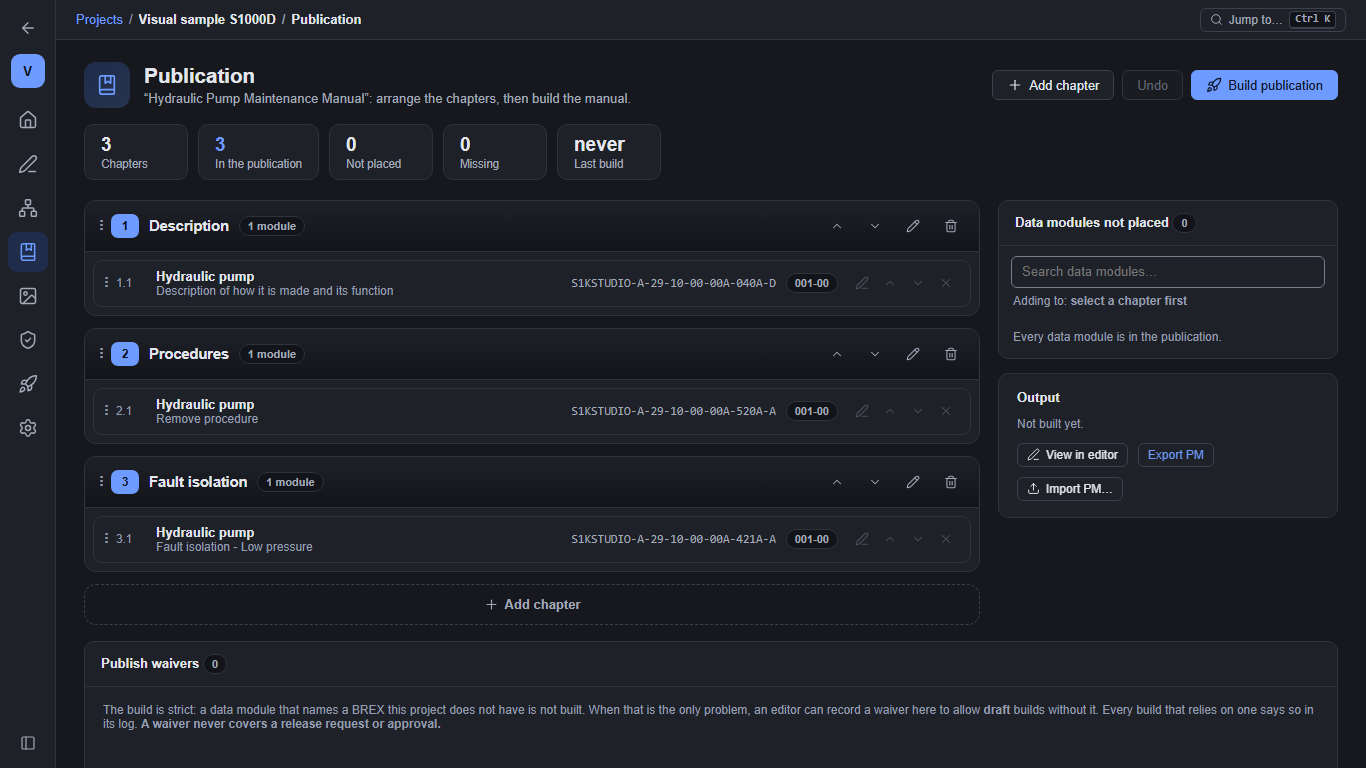 Projects / Visual sample S1000D / Publication
Jump to... Ctrl K
V
Publication
“Hydraulic Pump Maintenance Manual”: arrange the chapters, then build the manual.
Add chapter
Undo
Build publication
3
Chapters
3
In the publication
0
Not placed
0
Missing
never
Last build
1 Description 1 module
1.1 Hydraulic pump
Description of how it is made and its function
S1KSTUDIO-A-29-10-00-00A-040A-D 001-00
2 Procedures 1 module
2.1 Hydraulic pump
Remove procedure
S1KSTUDIO-A-29-10-00-00A-520A-A 001-00
3 Fault isolation 1 module
3.1 Hydraulic pump
Fault isolation - Low pressure
S1KSTUDIO-A-29-10-00-00A-421A-A 001-00
Add chapter
Data modules not placed 0
Search data modules...
Adding to: select a chapter first
Every data module is in the publication.
Output
Not built yet.
View in editor
Export PM
Import PM...
Publish waivers 0
The build is strict: a data module that names a BREX this project does not have is not built. When that is the only problem, an editor can record a waiver here to allow draft builds without it. Every build that relies on one says so in
its log. A waiver never covers a release request or approval.